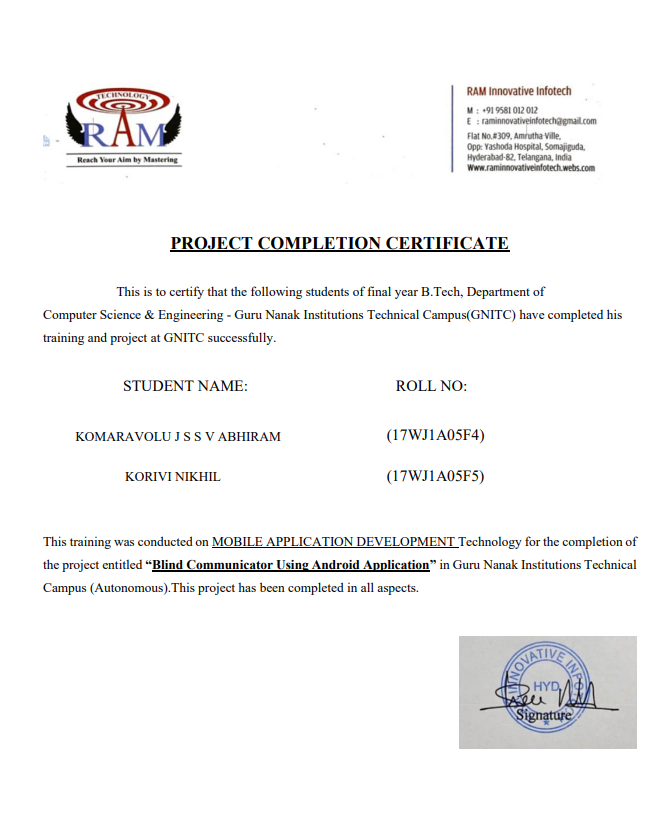 TECHNOLOGY
RAM
Reach Your Aim by Mastering
RAM Innovative Infotech
M : +91 9581 012 012
E : raminnovativeinfotech@gmail.com
Flat No.#309, Amrutha Ville,
Opp: Yashoda Hospital, Somajiguda,
Hyderabad-82, Telangana, India
Www.raminnovativeinfotech.webs.com
PROJECT COMPLETION CERTIFICATE
This is to certify that the following students of final year B.Tech, Department of
Computer Science & Engineering - Guru Nanak Institutions Technical Campus(GNITC) have completed his
training and project at GNITC successfully.
STUDENT NAME: ROLL NO:
KOMARAVOLU J S S V ABHIRAM (17WJ1A05F4)
KORIVI NIKHIL (17WJ1A05F5)
This training was conducted on MOBILE APPLICATION DEVELOPMENT Technology for the completion of
the project entitled “Blind Communicator Using Android Application” in Guru Nanak Institutions Technical
Campus (Autonomous).This project has been completed in all aspects.
INNOVATIVE
HYD
Signature